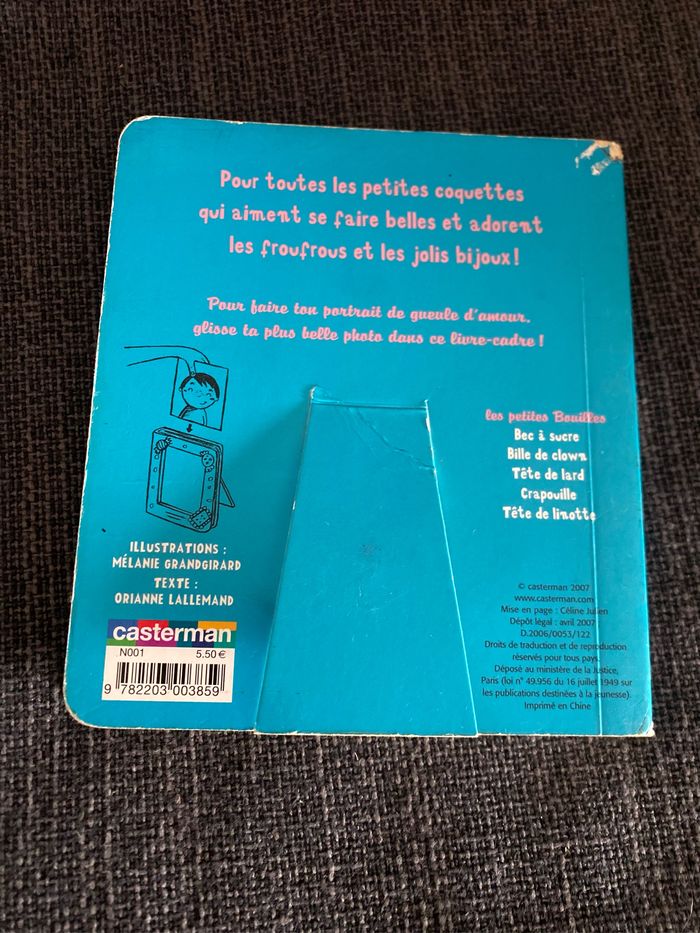 Pour toutes les petites coquettes
qui aiment se faire belles et adorent
les froufrous et les jolis bijoux !
Pour faire ton portrait de gueule d'amour,
glisse ta plus belle photo dans ce livre-cadre !
les petites Bouilles
Bec à sucre
Bille de clown
Tête de lard
Crapouille
Tête de linotte
ILLUSTRATIONS :
MÉLANIE GRANDGIRARD
TEXTE :
ORIANNE LALLEMAND
casterman
N001 5.50 €
9 782203 003859
© casterman 2007
www.casterman.com
Mise en page : Céline Julien
Dépôt légal : avril 2007
D.2006/0053/122
Droits de traduction et de reproduction
réservés pour tous pays.
Déposé au ministère de la Justice,
Paris (loi n° 49.956 du 16 juillet 1949 sur
les publications destinées à la jeunesse).
Imprimé en Chine